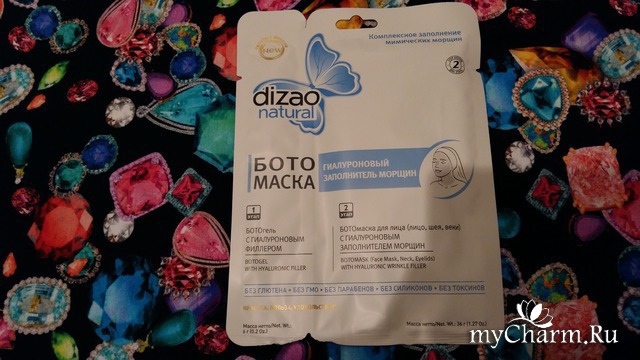 Комплексное заполнение
мимических морщин
dizao
natural
2
БОТО
МАСКА
ГИАЛУРОНОВЫЙ
ЗАПОЛНИТЕЛЬ МОРЩИН
1
ЭТАП
БОТОгель
С ГИАЛУРОНОВЫМ
ФИЛЛЕРОМ
BOTOGEL
WITH HYALURONIC FILLER
2
ЭТАП
БОТОмаска для лица (лицо, шея, веки)
С ГИАЛУРОНОВЫМ
ЗАПОЛНИТЕЛЕМ МОРЩИН
BOTOMASK (Face Mask, Neck, Eyelids)
WITH HYALURONIC WRINKLE FILLER
БЕЗ ГЛЮТЕНА • БЕЗ ГМО • БЕЗ ПАРАБЕНОВ • БЕЗ СИЛИКОНОВ • БЕЗ ТОКСИНОВ
Масса нетто/Net Wt.:
6 г (0.2 Oz.)
Масса нетто/Net Wt.: 36 г (1.27 Oz.)
myCharm.Ru